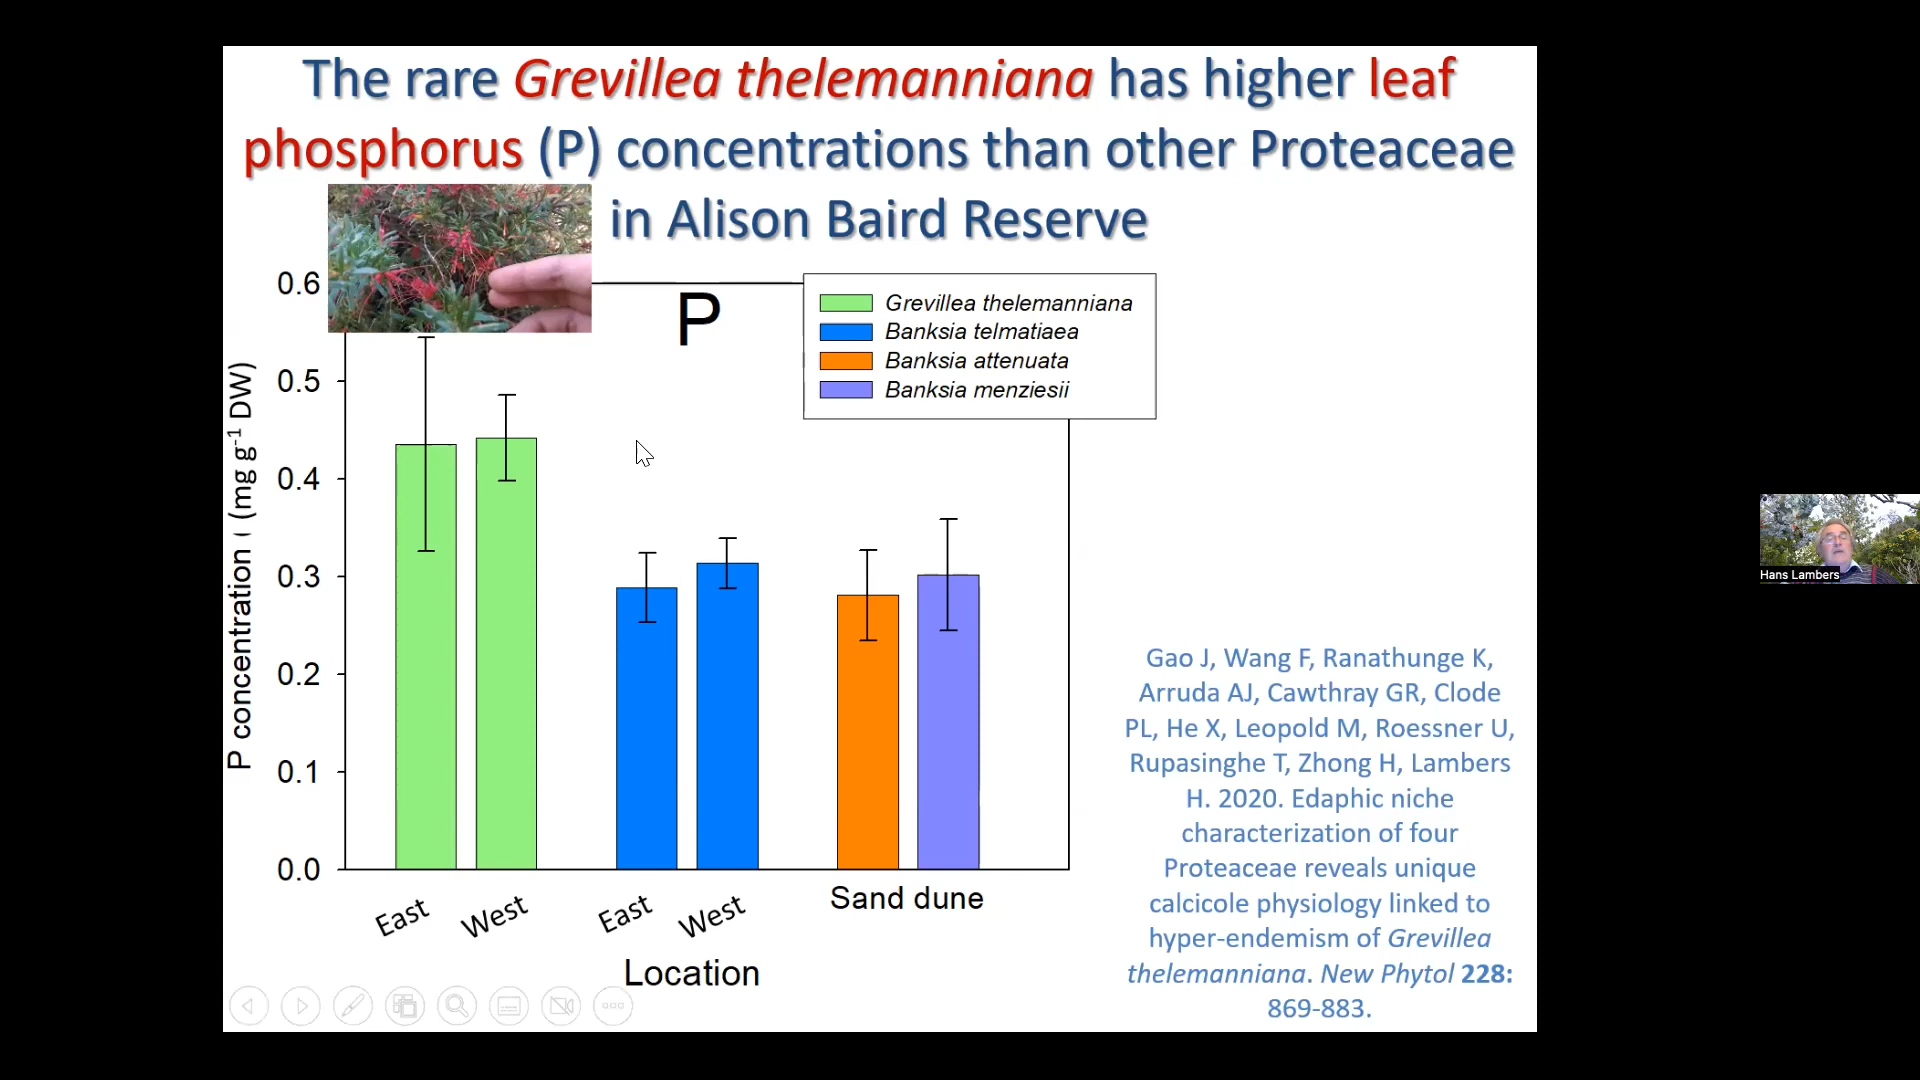 The rare Grevillea thelemanniana has higher leaf
phosphorus (P) concentrations than other Proteaceae
in Alison Baird Reserve
P
Grevillea thelemanniana
Banksia telmatiaea
Banksia attenuata
Banksia menziesii
P concentration (mg g-1 DW)
0.6
0.5
0.4
0.3
0.2
0.1
0.0
East
West
East
West
Sand dune
Location
Gao J, Wang F, Ranathunge K,
Arruda AJ, Cawthray GR, Clode
PL, He X, Leopold M, Roessner U,
Rupasinghe T, Zhong H, Lambers
H. 2020. Edaphic niche
characterization of four
Proteaceae reveals unique
calcicole physiology linked to
hyper-endemism of Grevillea
thelemanniana. New Phytol 228:
869-883.
Hans Lambers